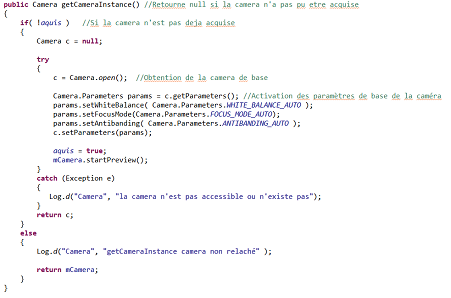 public Camera getCameraInstance() //Retourne null si la camera n'a pas pu etre acquise
{
if( !aquis ) //Si la camera n'est pas deja acquise
{
Camera c = null;
try
{
c = Camera.open(); //Obtention de la camera de base
Camera.Parameters params = c.getParameters(); //Activation des paramètres de base de la caméra
params.setWhiteBalance( Camera.Parameters.WHITE_BALANCE_AUTO );
params.setFocusMode(Camera.Parameters.FOCUS_MODE_AUTO);
params.setAntibanding( Camera.Parameters.ANTIBANDING_AUTO );
c.setParameters(params);
aquis = true;
mCamera.startPreview();
}
catch (Exception e)
{
Log.d("Camera", "la camera n'est pas accessible ou n'existe pas");
}
return c;
}
else
{
Log.d("Camera", "getCameraInstance camera non relaché" );
return mCamera;
}
}